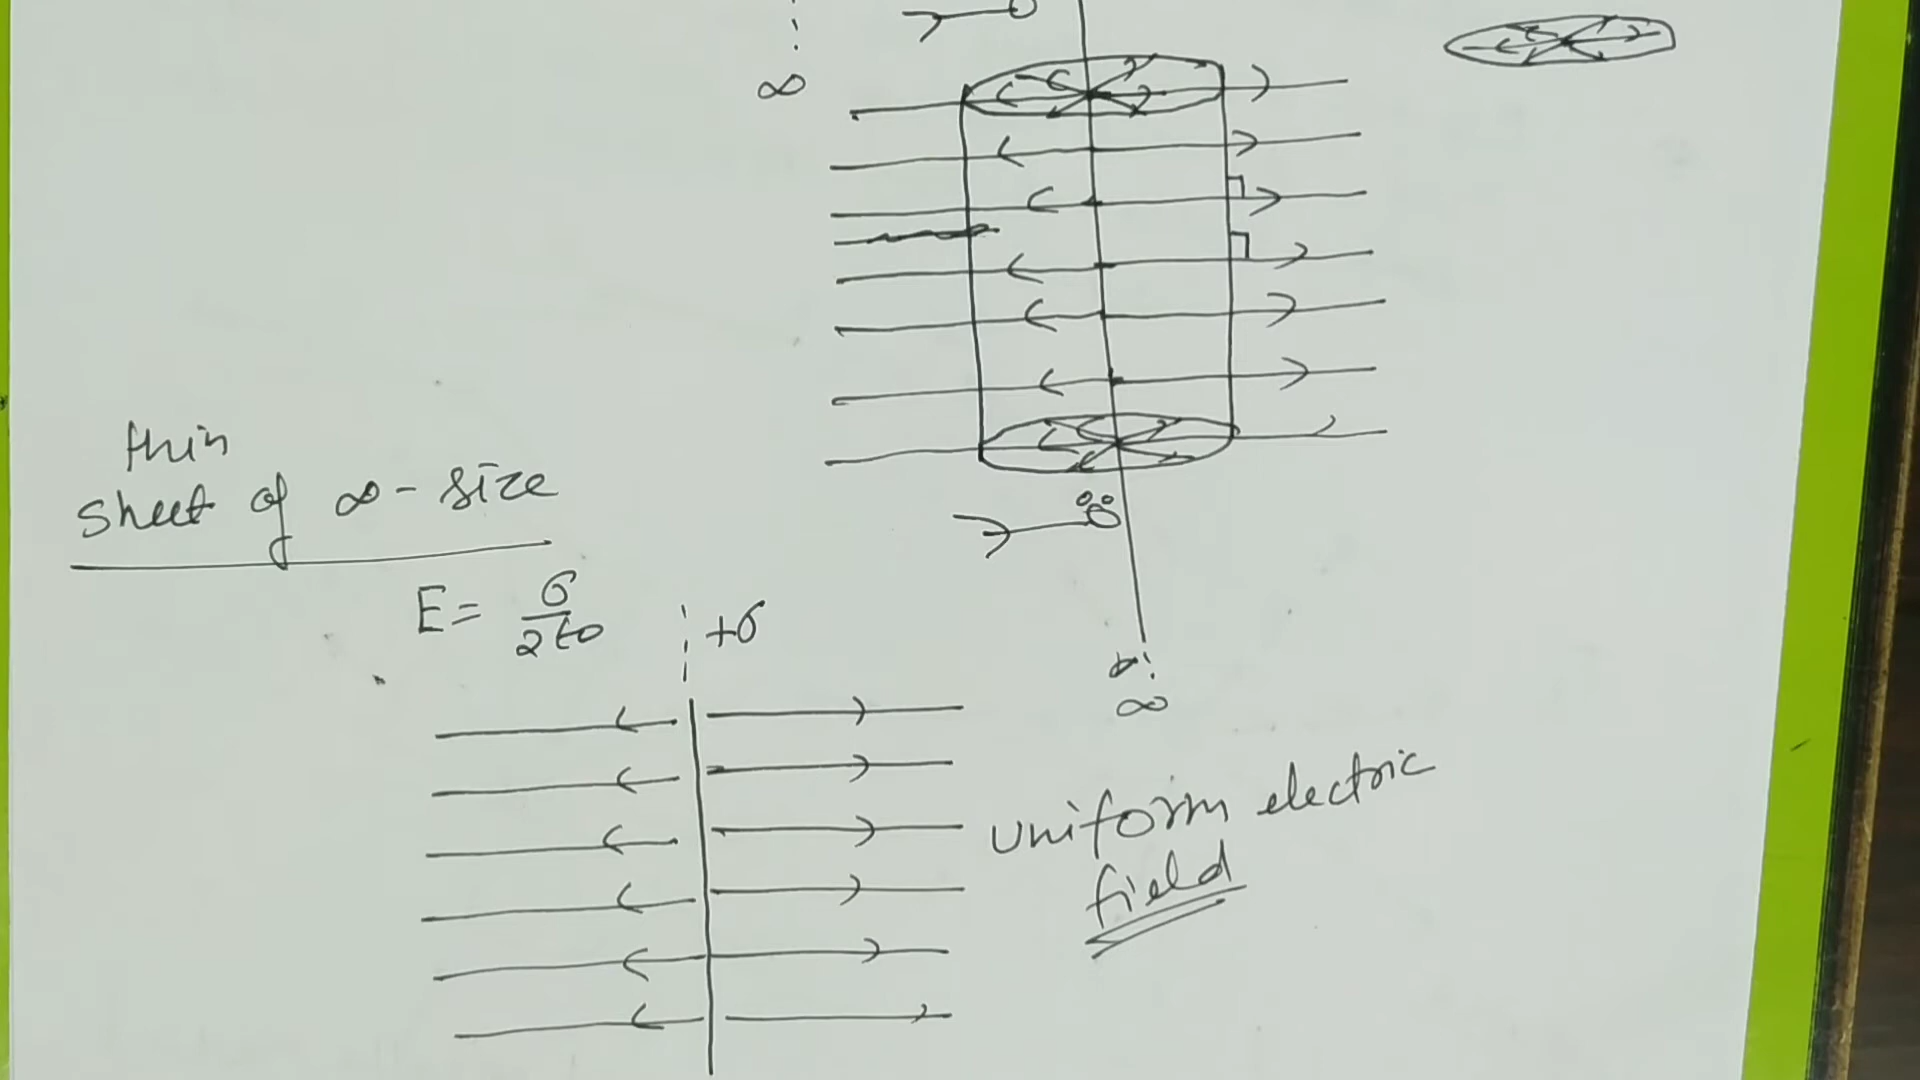 ∞
thin
sheet of ∞ - size
E = σ/2ε0
+σ
∞
uniform electric
field